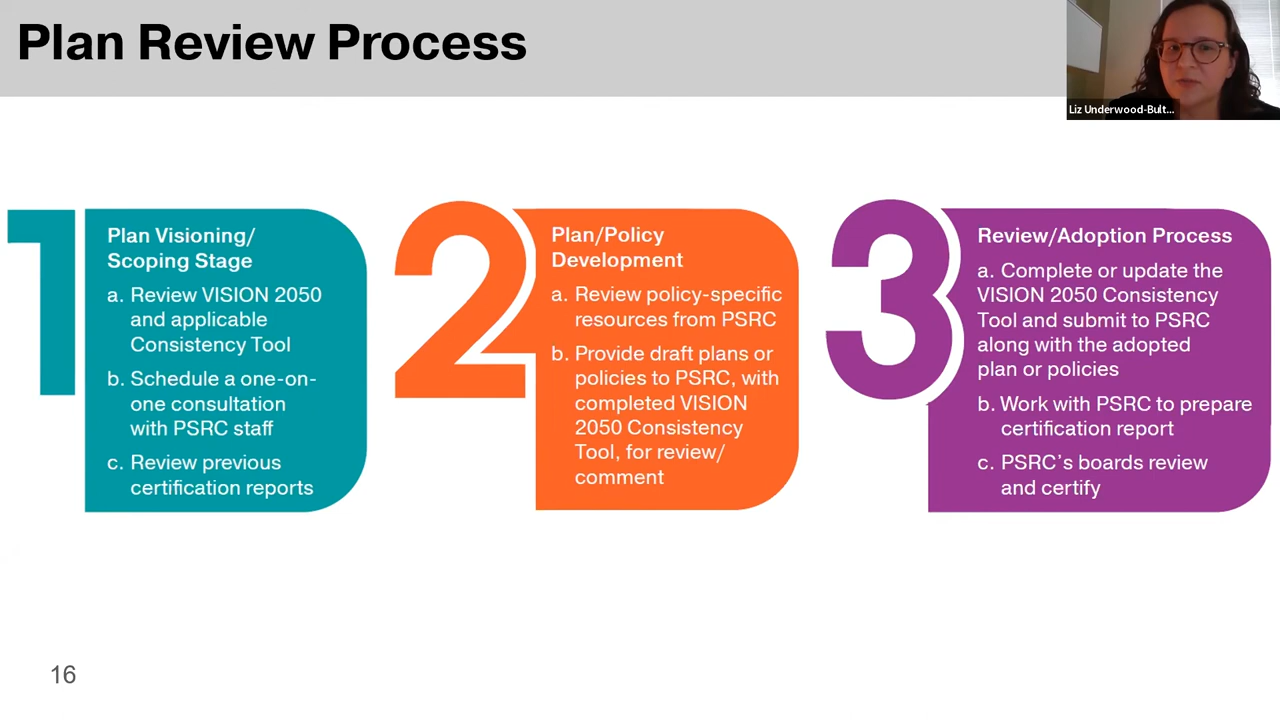 Plan Review Process
Liz Underwood-Bult...
1
Plan Visioning/
Scoping Stage
a. Review VISION 2050
and applicable
Consistency Tool
b. Schedule a one-on-
one consultation
with PSRC staff
c. Review previous
certification reports
2
Plan/Policy
Development
a. Review policy-specific
resources from PSRC
b. Provide draft plans or
policies to PSRC, with
completed VISION
2050 Consistency
Tool, for review/
comment
3
Review/Adoption Process
a. Complete or update the
VISION 2050 Consistency
Tool and submit to PSRC
along with the adopted
plan or policies
b. Work with PSRC to prepare
certification report
c. PSRC's boards review
and certify
16